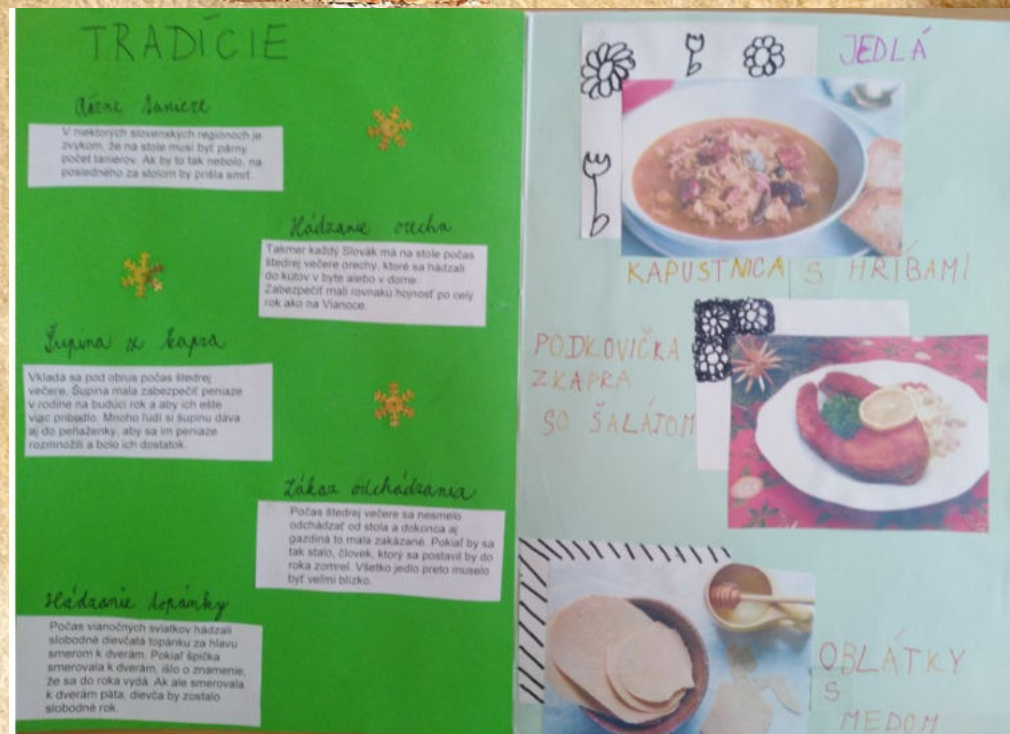 TRADÍCIE
Párne taniere
V niektorých slovenských regiónoch je
zvykom, že na stole musí byť párny
počet tanierov. Ak by to tak nebolo, na
posledného za stolom by prišla smrť.
Hádzanie orecha
Takmer každý Slovák má na stole počas
štedrej večere orechy, ktoré sa hádzali
do kútov v byte alebo v dome.
Zabezpečiť mali rovnakú hojnosť po celý
rok ako na Vianoce.
Šupina z kapra
Vkladá sa pod obrus počas štedrej
večere. Šupina mala zabezpečiť peniaze
v rodine na budúci rok a aby ich ešte
viac pribudlo. Mnoho ľudí si šupinu dáva
aj do peňaženky, aby sa im peniaze
rozmnožili a bolo ich dostatok.
Zákaz odchádzania
Počas štedrej večere sa nesmelo
odchádzať od stola a dokonca aj
gazdiná to mala zakázané. Pokiaľ by sa
tak stalo, človek, ktorý sa postavil by do
roka zomrel. Všetko jedlo preto muselo
byť veľmi blízko.
Hádzanie topánky
Počas vianočných sviatkov hádzali
slobodné dievčatá topánku za hlavu
smerom k dverám. Pokiaľ špička
smerovala k dverám, išlo o znamenie,
že sa do roka vydá. Ak ale smerovala
k dverám päta, dievča by zostalo
slobodné rok.
JEDLÁ
KAPUSTNICA S HRÍBAMI
PODKOVIČKA
ZKAPRA
SO ŠALÁTOM
OBLÁTKY
S
MEDOM